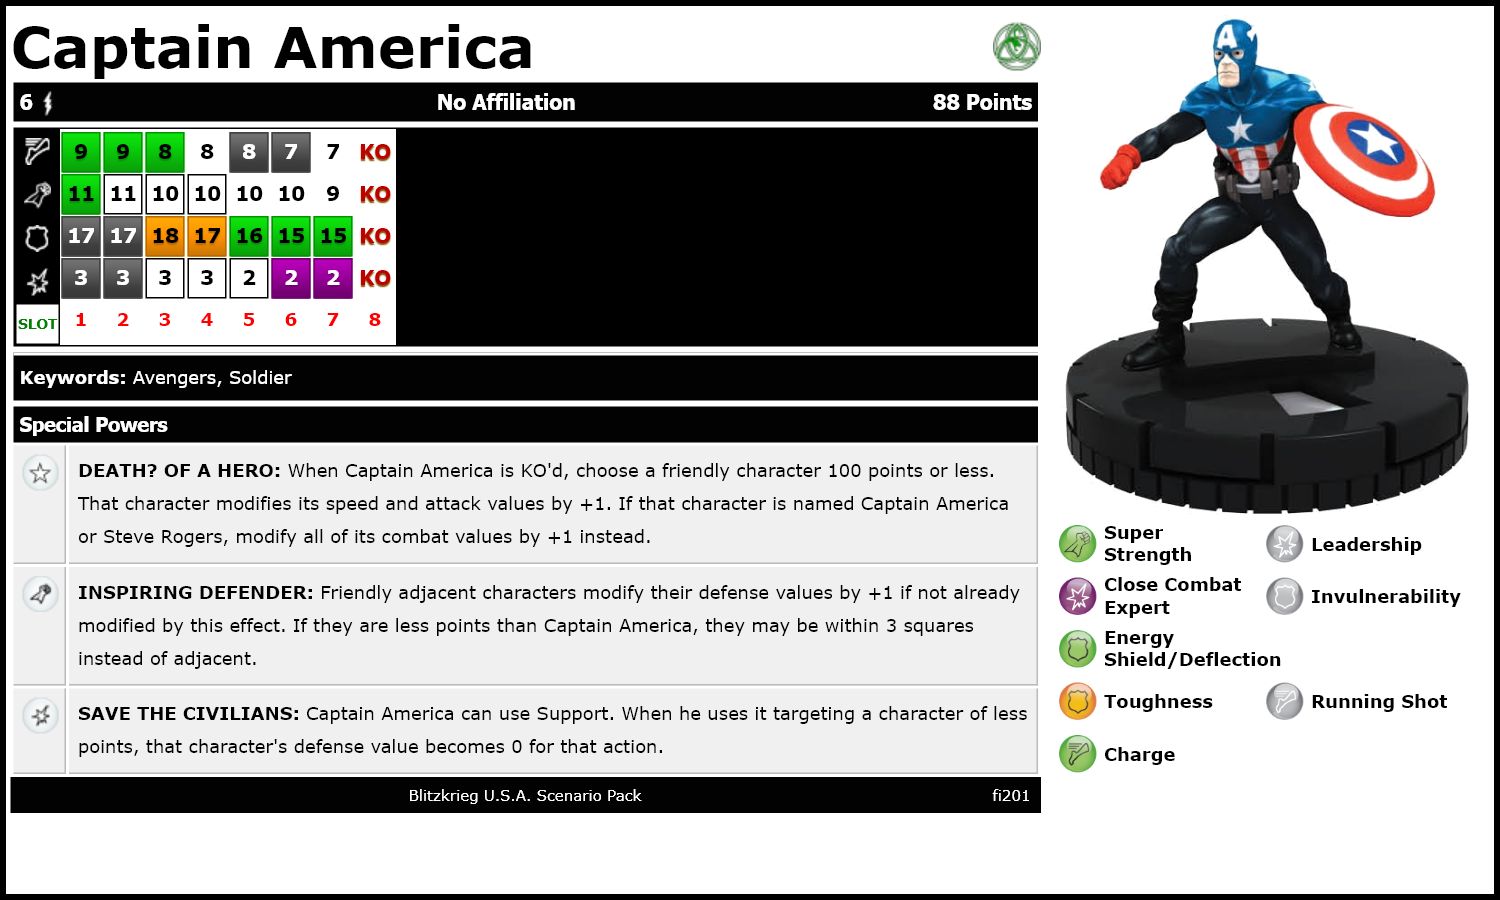 Captain America
6 No Affiliation 88 Points
9 9 8 8 8 7 7 KO
11 11 10 10 10 10 9 KO
17 17 18 17 16 15 15 KO
3 3 3 3 2 2 2 KO
SLOT 1 2 3 4 5 6 7 8
Keywords: Avengers, Soldier
Special Powers
DEATH? OF A HERO: When Captain America is KO'd, choose a friendly character 100 points or less.
That character modifies its speed and attack values by +1. If that character is named Captain America
or Steve Rogers, modify all of its combat values by +1 instead.
INSPIRING DEFENDER: Friendly adjacent characters modify their defense values by +1 if not already
modified by this effect. If they are less points than Captain America, they may be within 3 squares
instead of adjacent.
SAVE THE CIVILIANS: Captain America can use Support. When he uses it targeting a character of less
points, that character's defense value becomes 0 for that action.
Blitzkrieg U.S.A. Scenario Pack fi201
A
Super
Strength
Leadership
Close Combat
Expert
Invulnerability
Energy
Shield/Deflection
Toughness
Running Shot
Charge